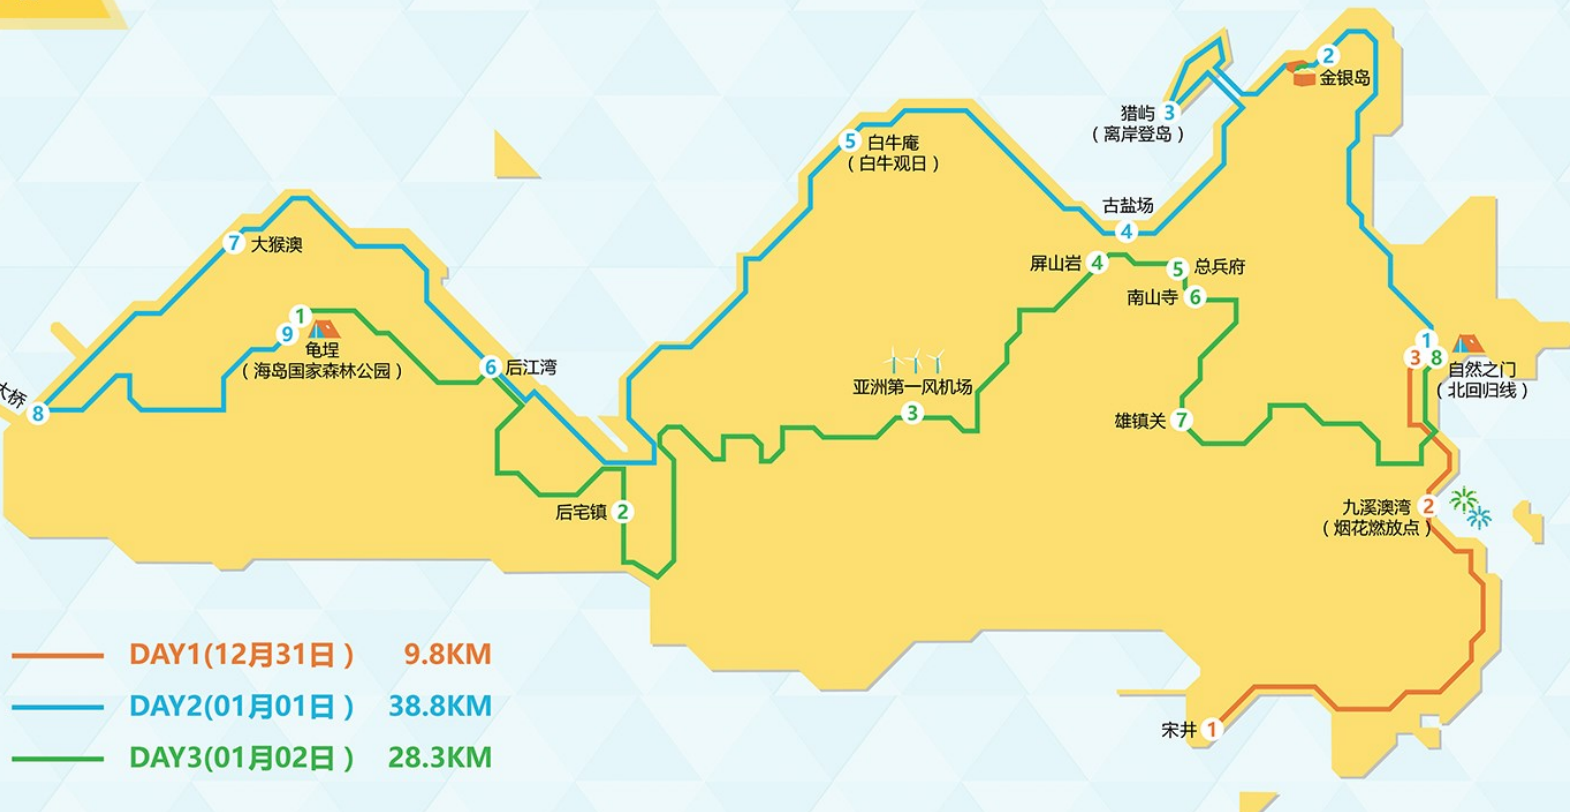 2
金银岛
猎屿 3
（离岸登岛）
5 白牛庵
（白牛观日）
古盐场
4
7 大猴澳
屏山岩 4
5 总兵府
南山寺 6
1
9
龟埕
（海岛国家森林公园）
6 后江湾
1
3 8
自然之门
（北回归线）
亚洲第一风机场
3
大桥
8
雄镇关 7
后宅镇 2
九溪澳湾 2
（烟花燃放点）
宋井 1
DAY1(12月31日） 9.8KM
DAY2(01月01日） 38.8KM
DAY3(01月02日） 28.3KM